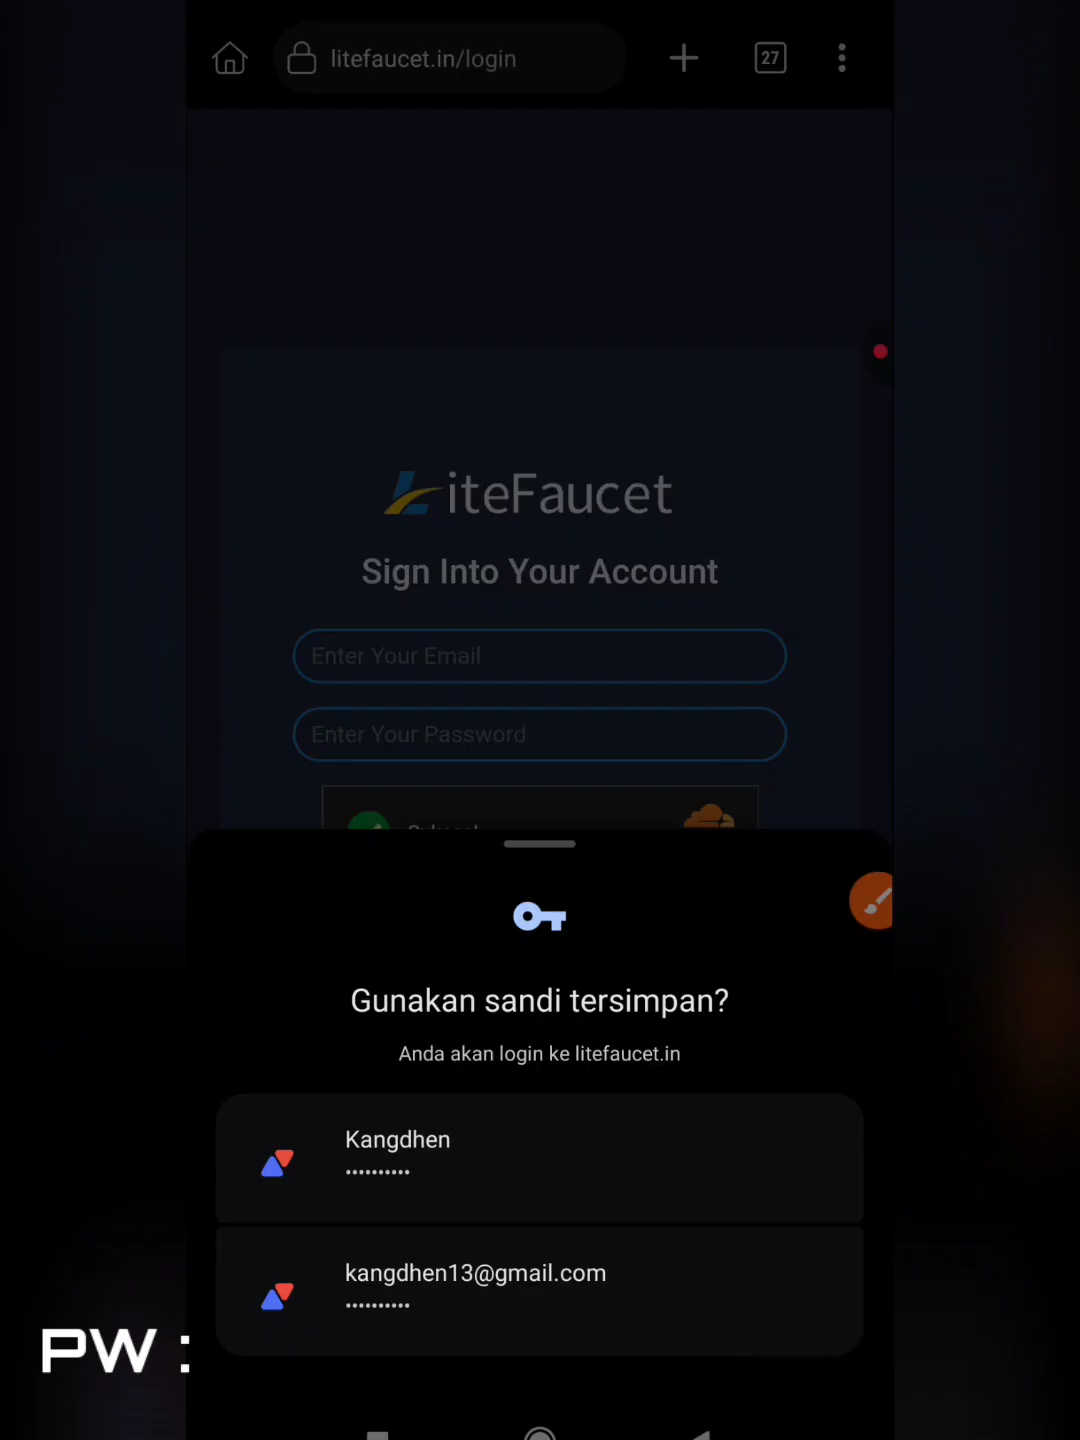 litefaucet.in/login
27
LiteFaucet
Sign Into Your Account
Enter Your Email
Enter Your Password
Gunakan sandi tersimpan?
Anda akan login ke litefaucet.in
Kangdhen
••••••••••
kangdhen13@gmail.com
••••••••••
PW :